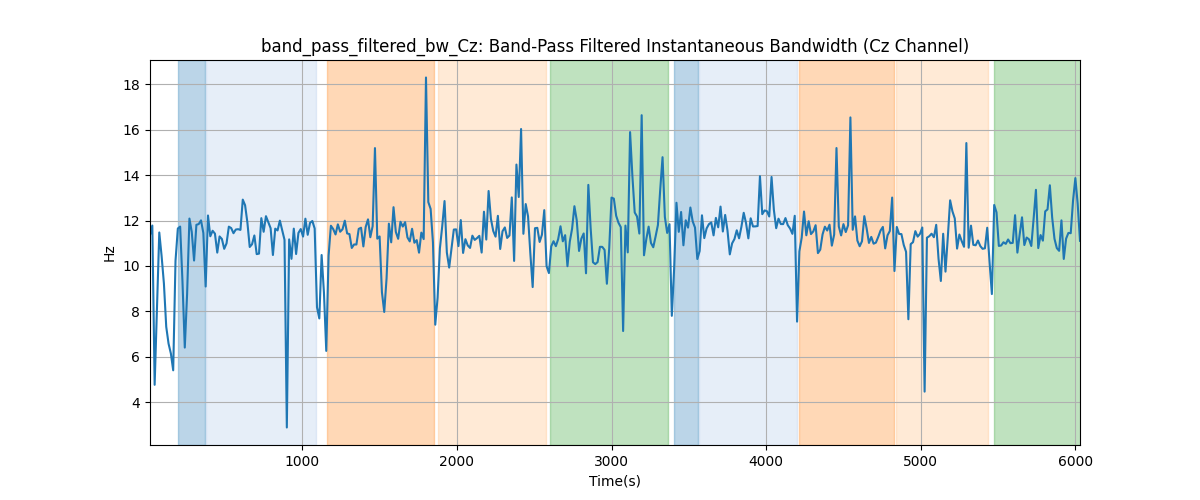 band_pass_filtered_bw_Cz: Band-Pass Filtered Instantaneous Bandwidth (Cz Channel)
18
16
14
12
10
8
6
4
Hz
1000 2000 3000 4000 5000 6000
Time(s)